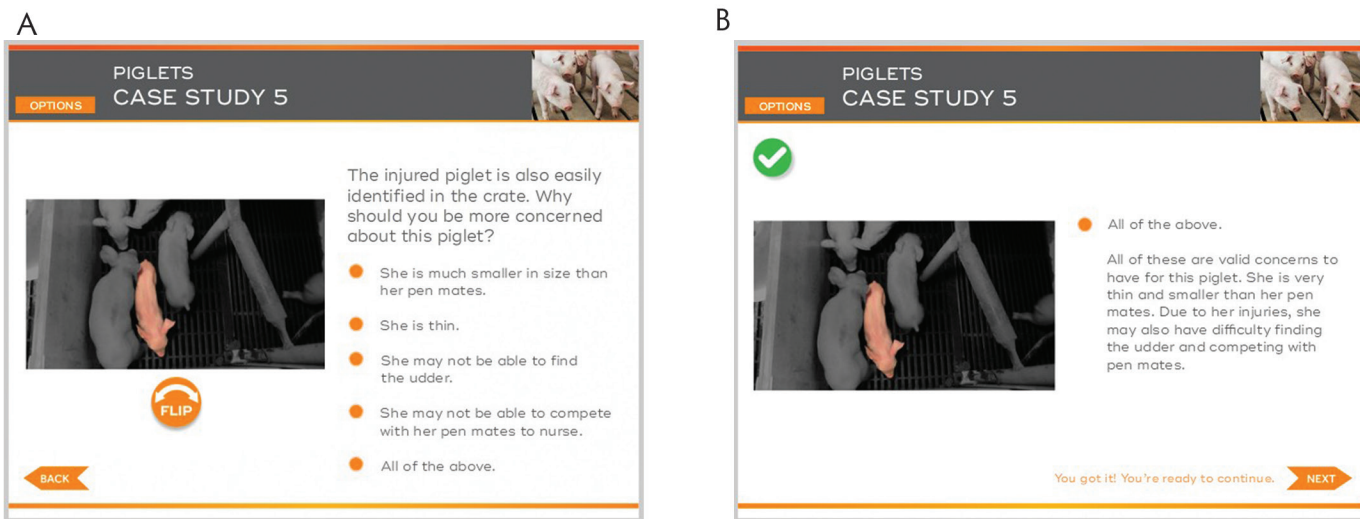 A
PIGLETS
OPTIONS
CASE STUDY 5
The injured piglet is also easily
identified in the crate. Why
should you be more concerned
about this piglet?
She is much smaller in size than
her pen mates.
She is thin.
She may not be able to find
the udder.
She may not be able to compete
with her pen mates to nurse.
All of the above.
FLIP
BACK
B
PIGLETS
OPTIONS
CASE STUDY 5
All of the above.
All of these are valid concerns to
have for this piglet. She is very
thin and smaller than her pen
mates. Due to her injuries, she
may also have difficulty finding
the udder and competing with
pen mates.
You got it! You're ready to continue.
NEXT